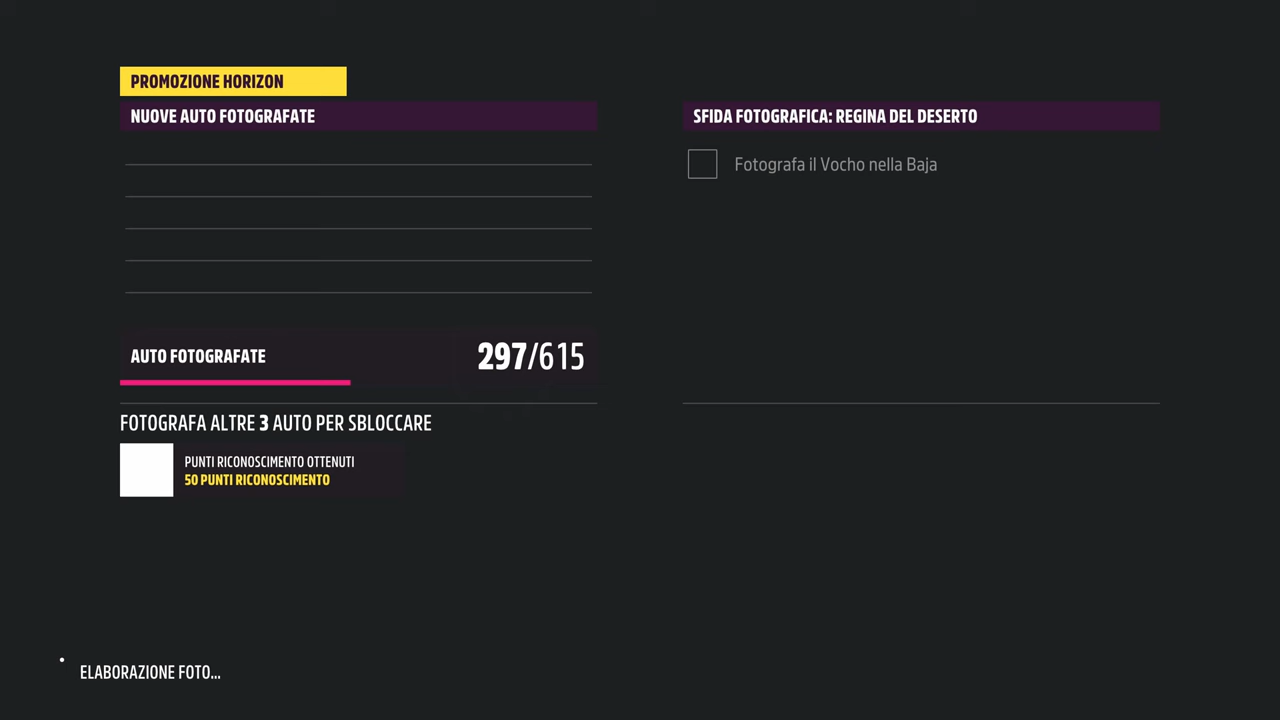 PROMOZIONE HORIZON
NUOVE AUTO FOTOGRAFATE
AUTO FOTOGRAFATE
297/615
FOTOGRAFA ALTRE 3 AUTO PER SBLOCCARE
PUNTI RICONOSCIMENTO OTTENUTI
50 PUNTI RICONOSCIMENTO
SFIDA FOTOGRAFICA: REGINA DEL DESERTO
Fotografa il Vocho nella Baja
ELABORAZIONE FOTO...